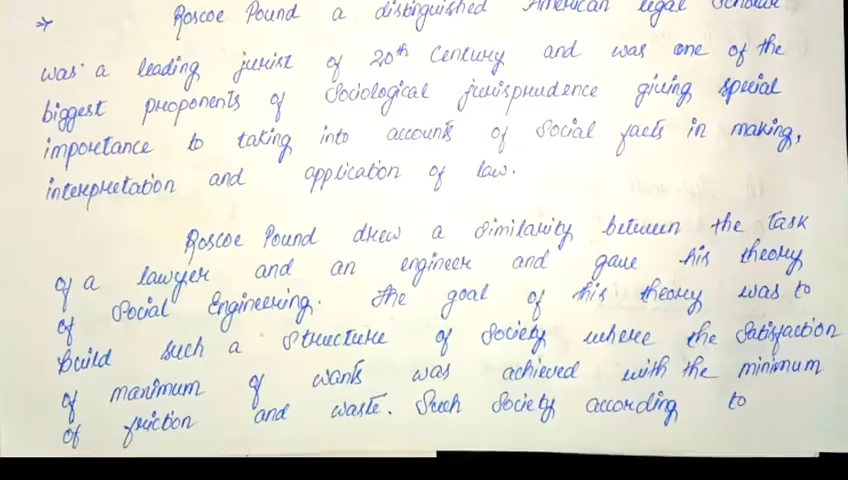 Roscoe Pound a distinguished American legal Scholar
was a leading jurist of 20th Century and was one of the
biggest proponents of Sociological jurisprudence giving special
importance to taking into accounts of Social facts in making,
interpretation and application of law.
Roscoe Pound drew a similarity between the task
of a lawyer and an engineer and gave his theory
of Social Engineering. The goal of this theory was to
build such a structure of society where the satisfaction
of maximum of wants was achieved with the minimum
of friction and waste. Such Society according to